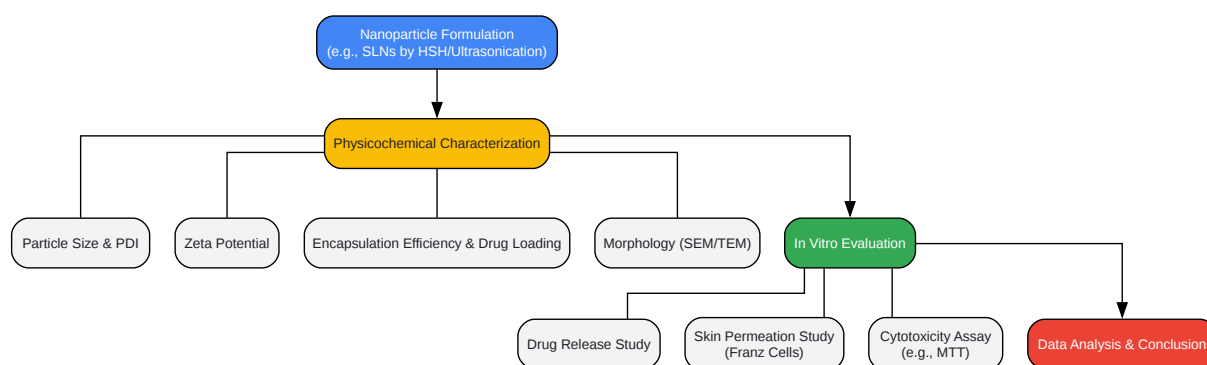 Nanoparticle Formulation
(e.g., SLNs by HSH/Ultrasonication)
Physicochemical Characterization
Particle Size & PDI
Zeta Potential
Encapsulation Efficiency & Drug Loading
Morphology (SEM/TEM)
In Vitro Evaluation
Drug Release Study
Skin Permeation Study
(Franz Cells)
Cytotoxicity Assay
(e.g., MTT)
Data Analysis & Conclusion